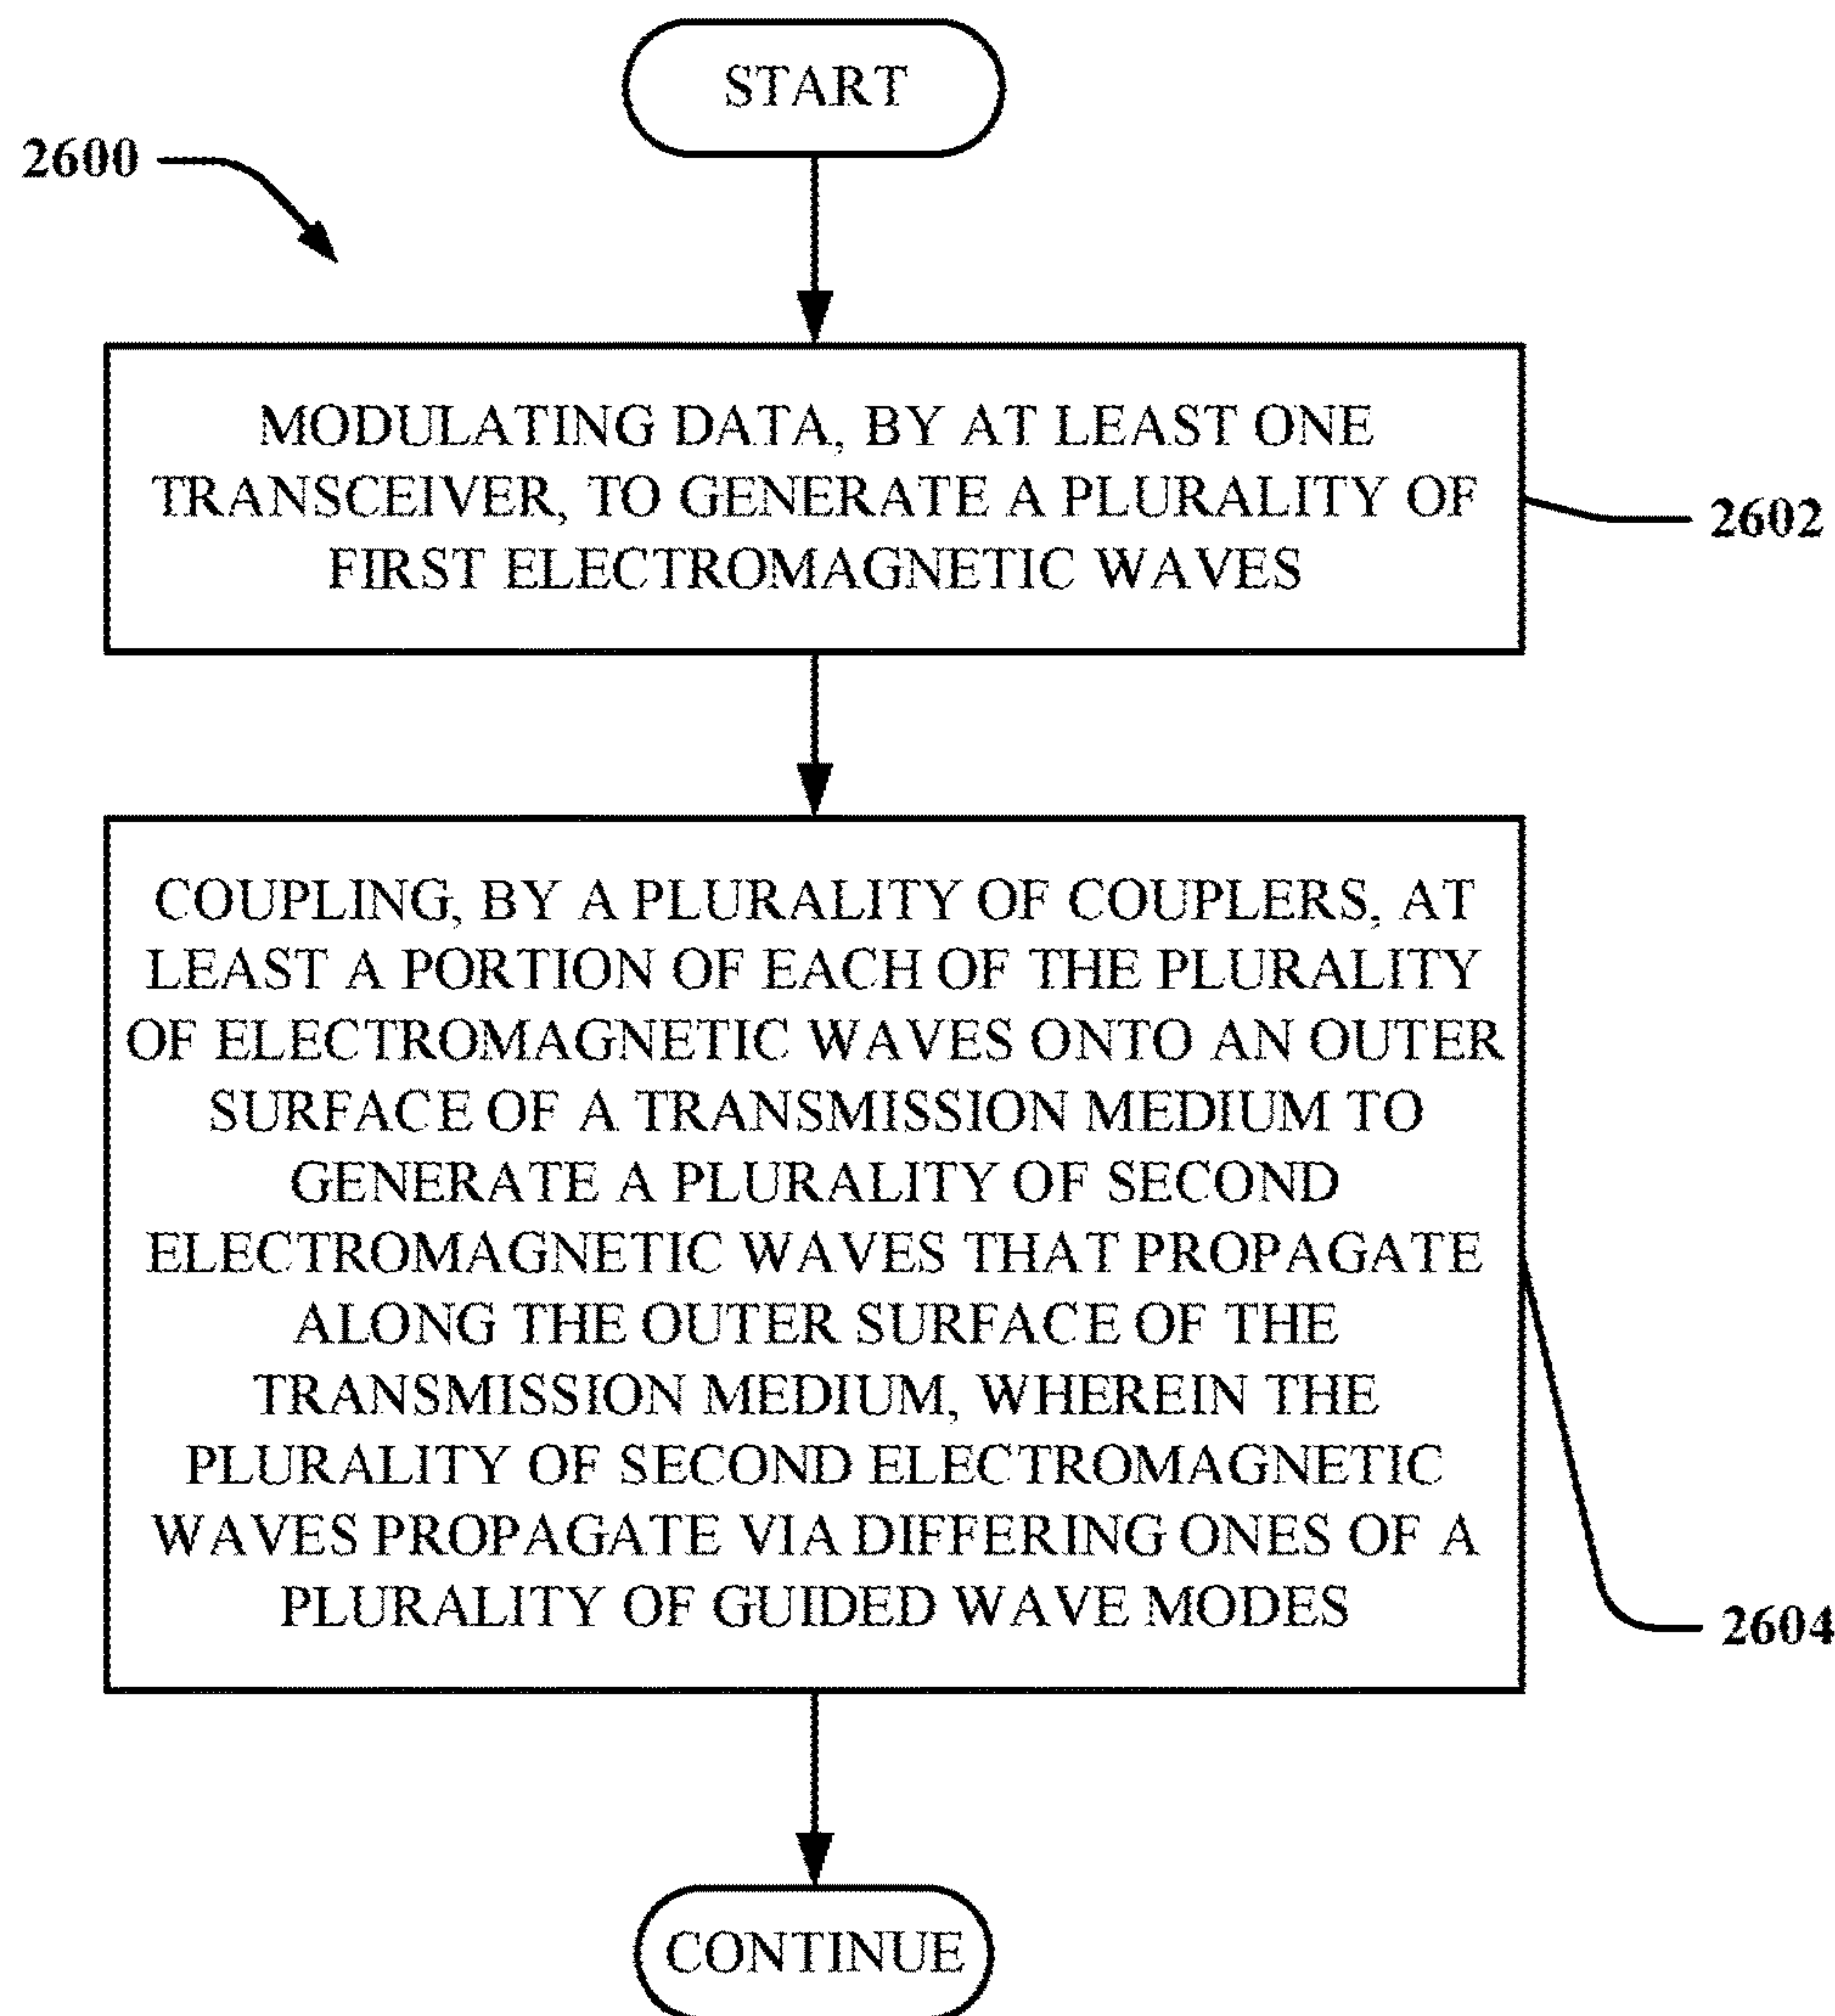 START
2600
MODULATING DATA, BY AT LEAST ONE
TRANSCEIVER, TO GENERATE A PLURALITY OF
FIRST ELECTROMAGNETIC WAVES
2602
COUPLING, BY A PLURALITY OF COUPLERS, AT
LEAST A PORTION OF EACH OF THE PLURALITY
OF ELECTROMAGNETIC WAVES ONTO AN OUTER
SURFACE OF A TRANSMISSION MEDIUM TO
GENERATE A PLURALITY OF SECOND
ELECTROMAGNETIC WAVES THAT PROPAGATE
ALONG THE OUTER SURFACE OF THE
TRANSMISSION MEDIUM, WHEREIN THE
PLURALITY OF SECOND ELECTROMAGNETIC
WAVES PROPAGATE VIA DIFFERING ONES OF A
PLURALITY OF GUIDED WAVE MODES
2604
CONTINUE